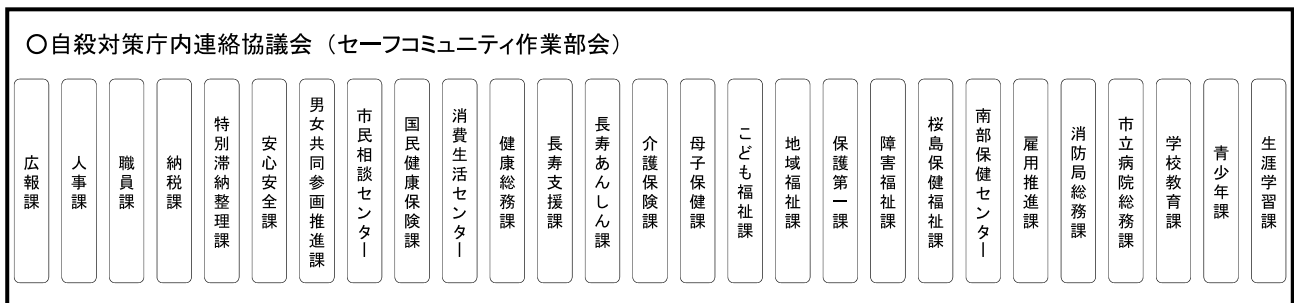 〇自殺対策庁内連絡協議会（セーフコミュニティ作業部会）
広報課
人事課
職員課
納税課
特別滞納整理課
安心安全課
男女共同参画推進課
市民相談センター
国民健康保険課
消費生活センター
健康総務課
長寿支援課
長寿あんしん課
介護保険課
母子保健課
こども福祉課
地域福祉課
保護第一課
障害福祉課
桜島保健福祉課
南部保健センター
雇用推進課
消防局総務課
市立病院総務課
学校教育課
青少年課
生涯学習課